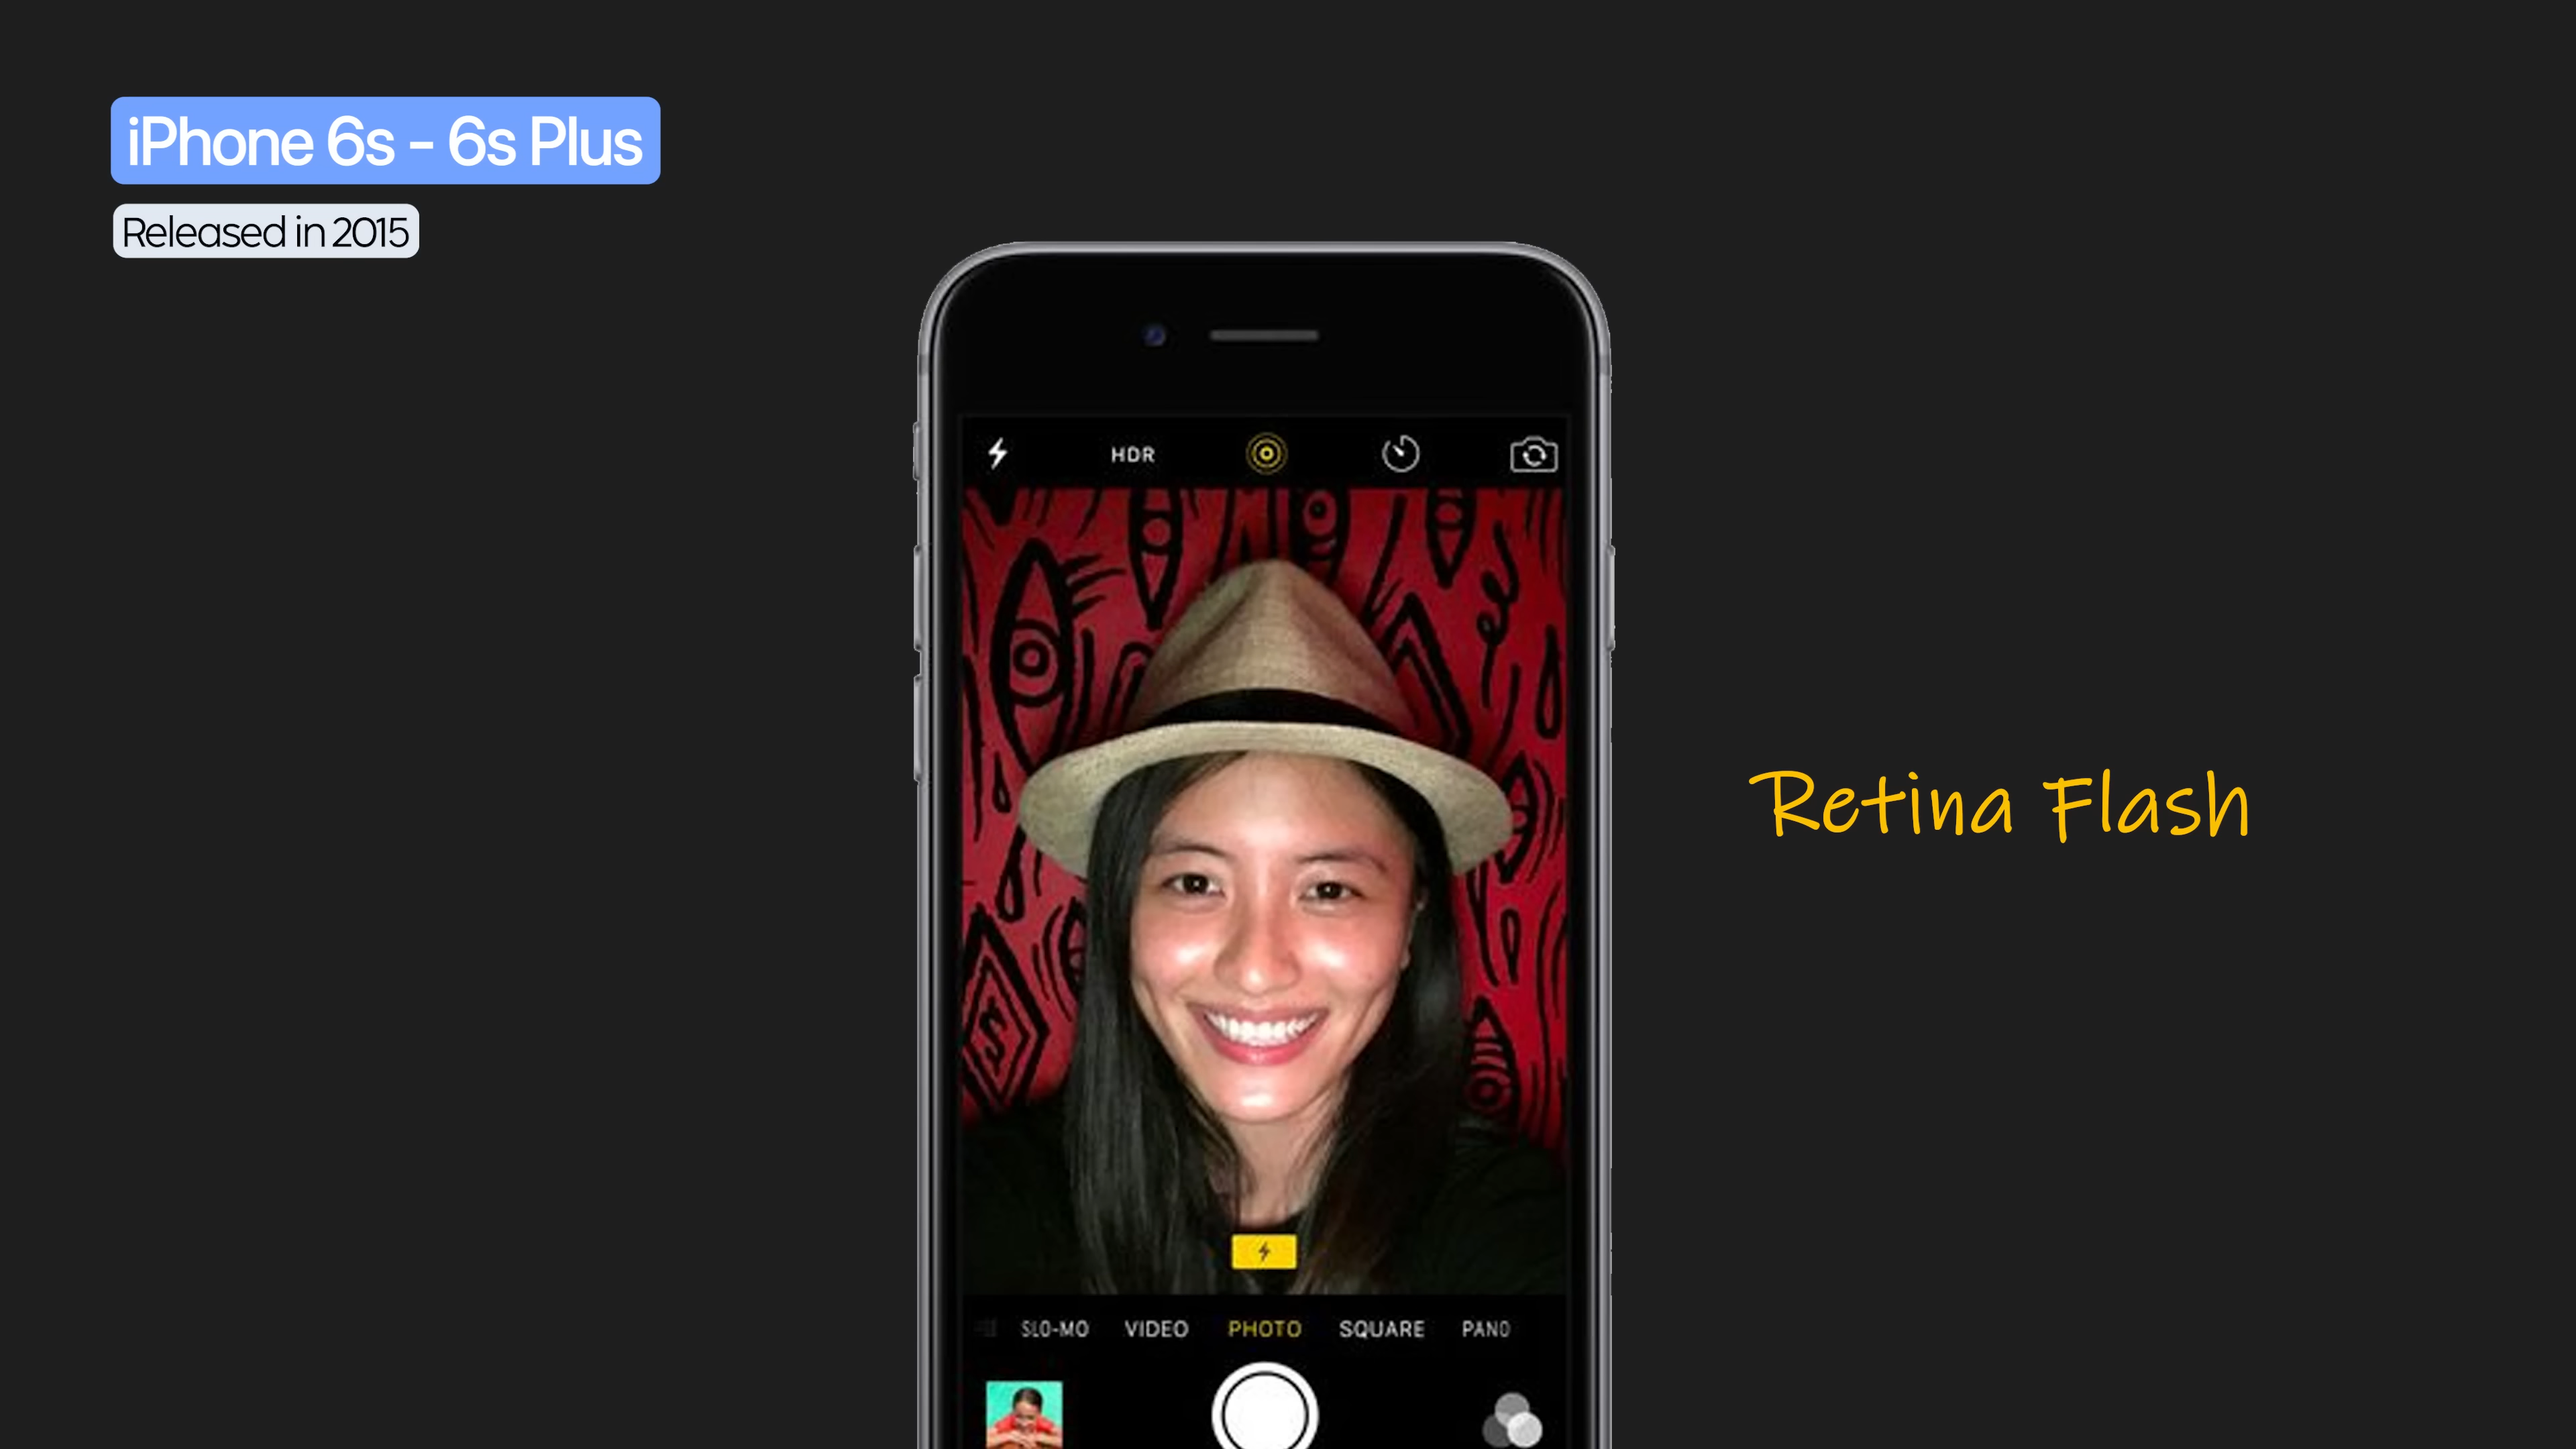 iPhone 6s - 6s Plus
Released in 2015
HDR
Retina Flash
SLO-MO VIDEO PHOTO SQUARE PANO